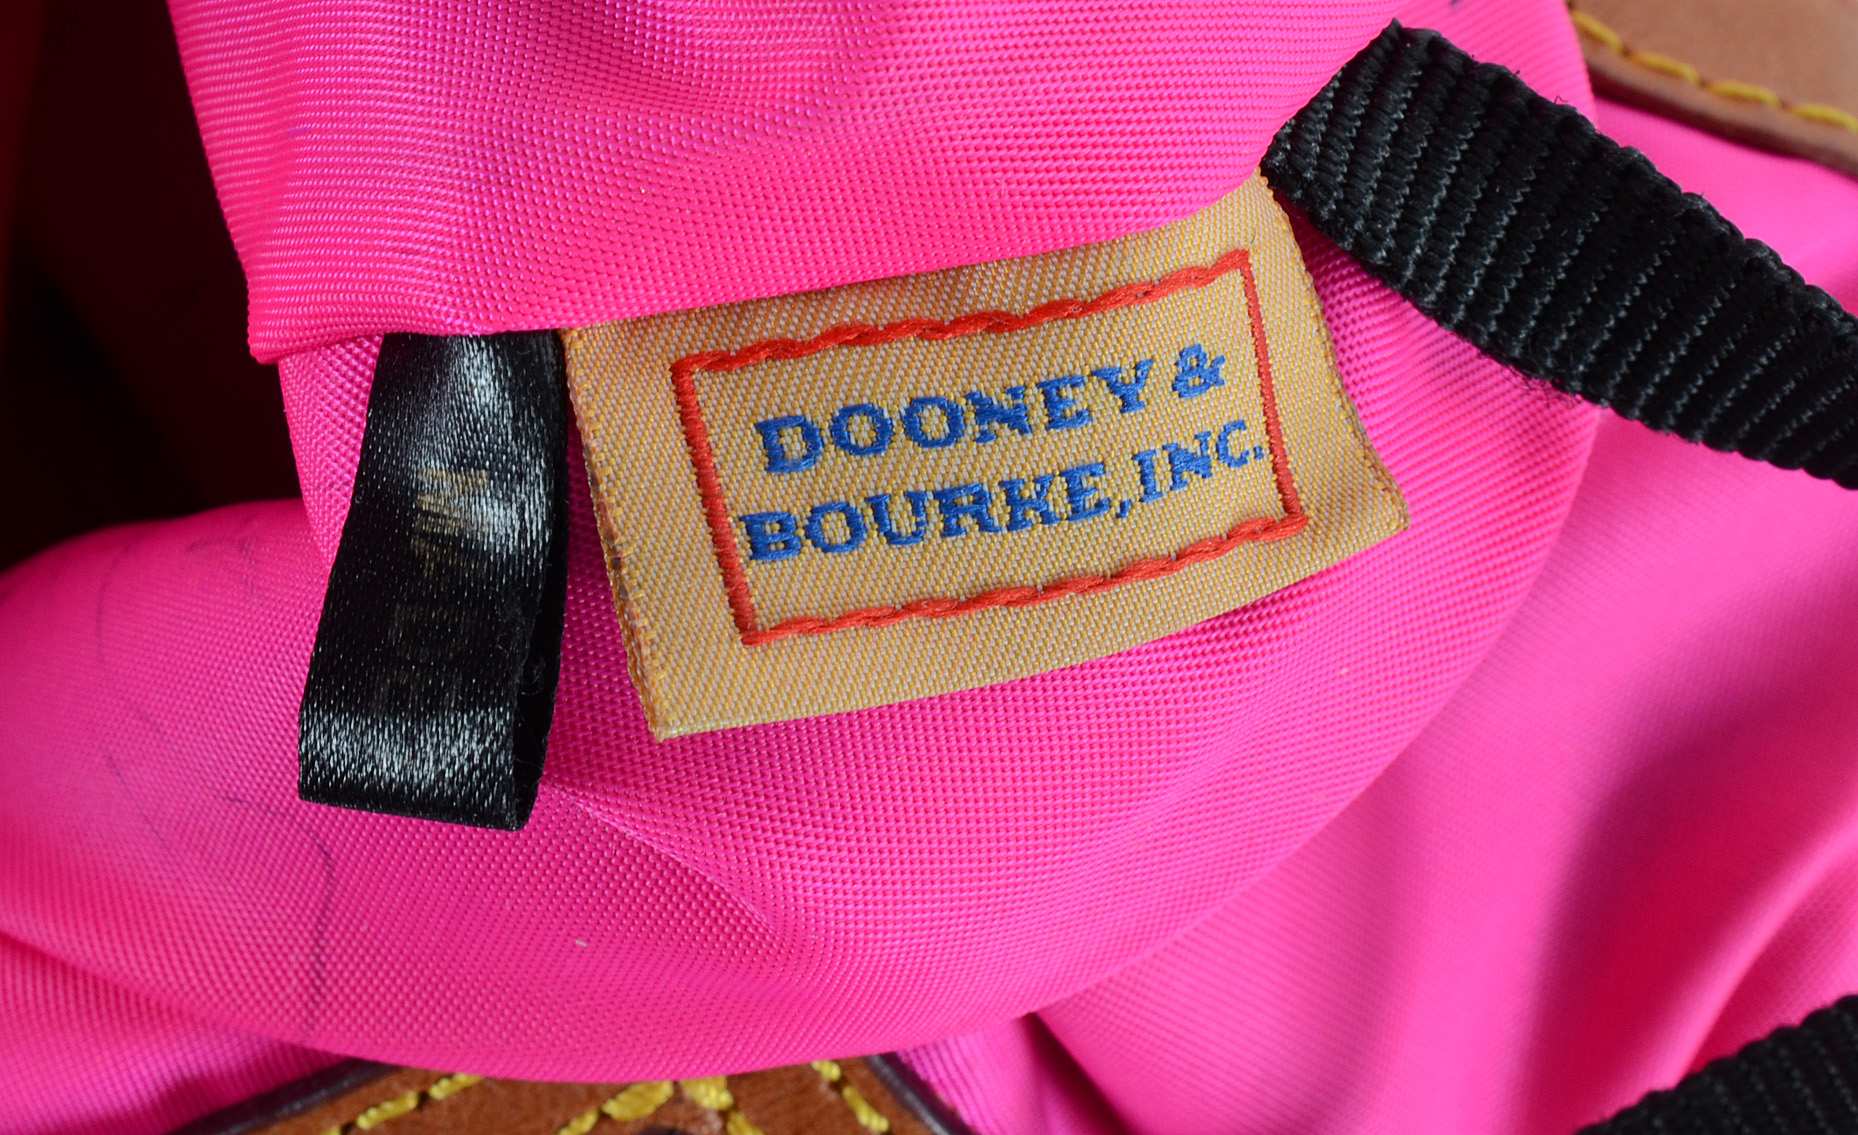 DOONEY &
BOURKE, INC.